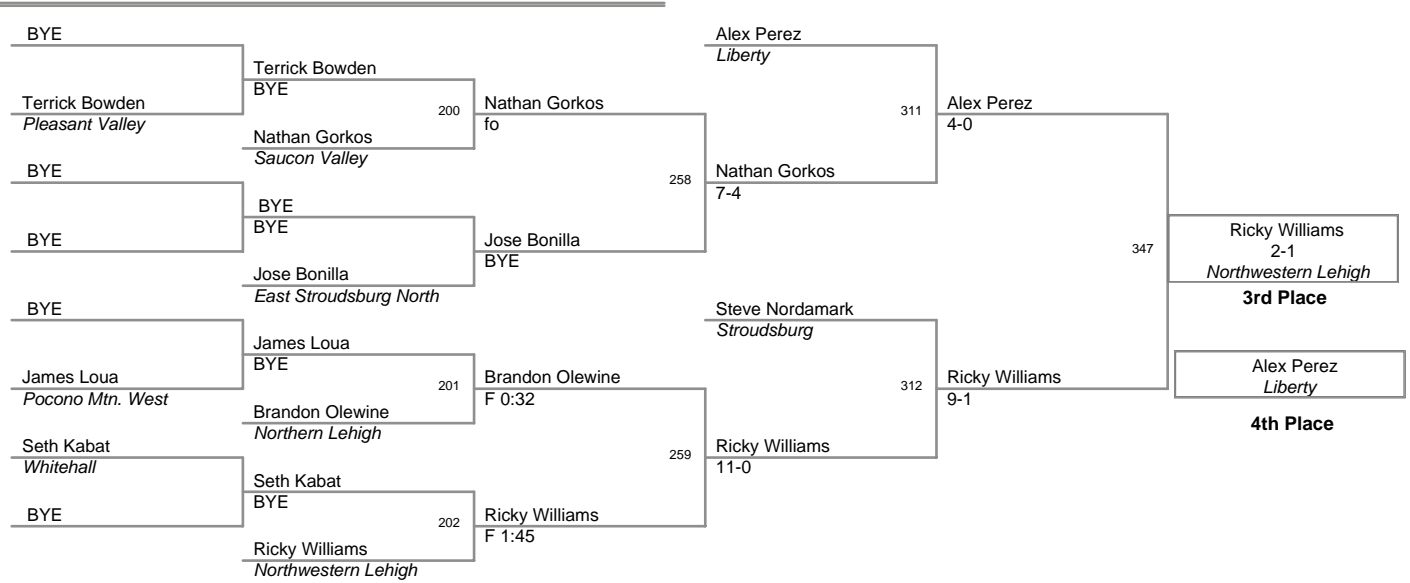 BYE
Terrick Bowden
Pleasant Valley
BYE
BYE
BYE
James Loua
Pocono Mtn. West
Seth Kabat
Whitehall
BYE
Terrick Bowden
BYE
200
Nathan Gorkos
Saucon Valley
BYE
BYE
Jose Bonilla
East Stroudsburg North
James Loua
BYE
201
Brandon Olewine
Northern Lehigh
Seth Kabat
BYE
202
Ricky Williams
Northwestern Lehigh
Nathan Gorkos
fo
258
Jose Bonilla
BYE
Brandon Olewine
F 0:32
259
Ricky Williams
F 1:45
Alex Perez
Liberty
311
Nathan Gorkos
7-4
Steve Nordamark
Stroudsburg
312
Ricky Williams
11-0
Alex Perez
4-0
347
Ricky Williams
9-1
Ricky Williams
2-1
Northwestern Lehigh
3rd Place
Alex Perez
Liberty
4th Place